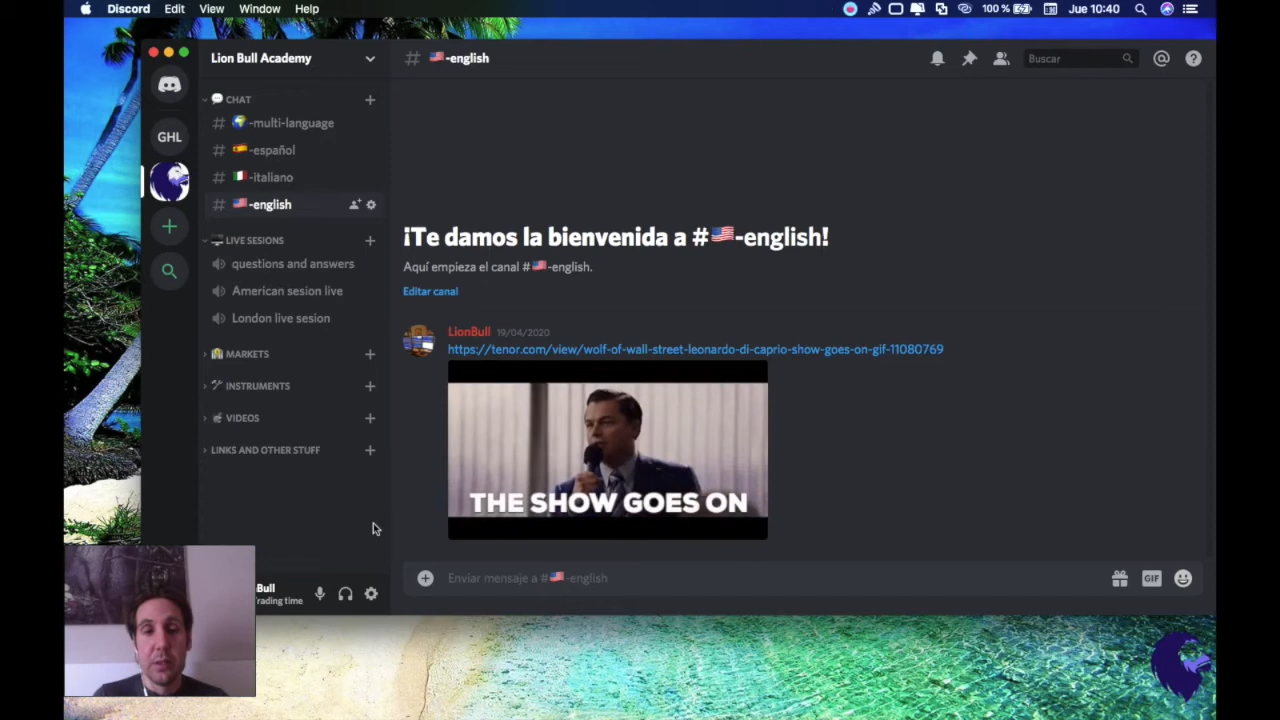 Discord Edit View Window Help
100 % Jue 10:40
Lion Bull Academy
# -english
Buscar
CHAT
GHL
# -multi-language
# -español
# -italiano
# -english
LIVE SESIONS
questions and answers
American sesion live
London live sesion
MARKETS
INSTRUMENTS
VIDEOS
LINKS AND OTHER STUFF
¡Te damos la bienvenida a #🇺🇸-english!
Aquí empieza el canal #🇺🇸-english.
Editar canal
LionBull 19/04/2020
https://tenor.com/view/wolf-of-wall-street-leonardo-di-caprio-show-goes-on-gif-11080769
THE SHOW GOES ON
Enviar mensaje a #🇺🇸-english
GIF
Bull
rading time